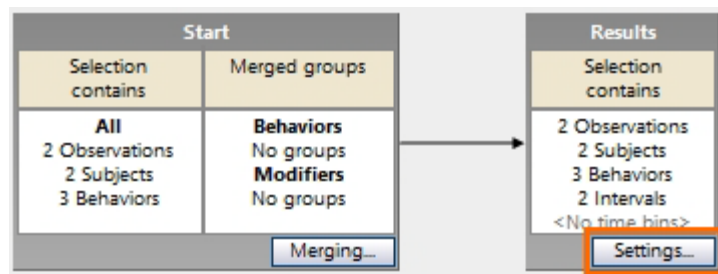 Start
Selection
contains
Merged groups
All
2 Observations
2 Subjects
3 Behaviors
Behaviors
No groups
Modifiers
No groups
Merging...
Results
Selection
contains
2 Observations
2 Subjects
3 Behaviors
2 Intervals
<No time bins>
Settings...